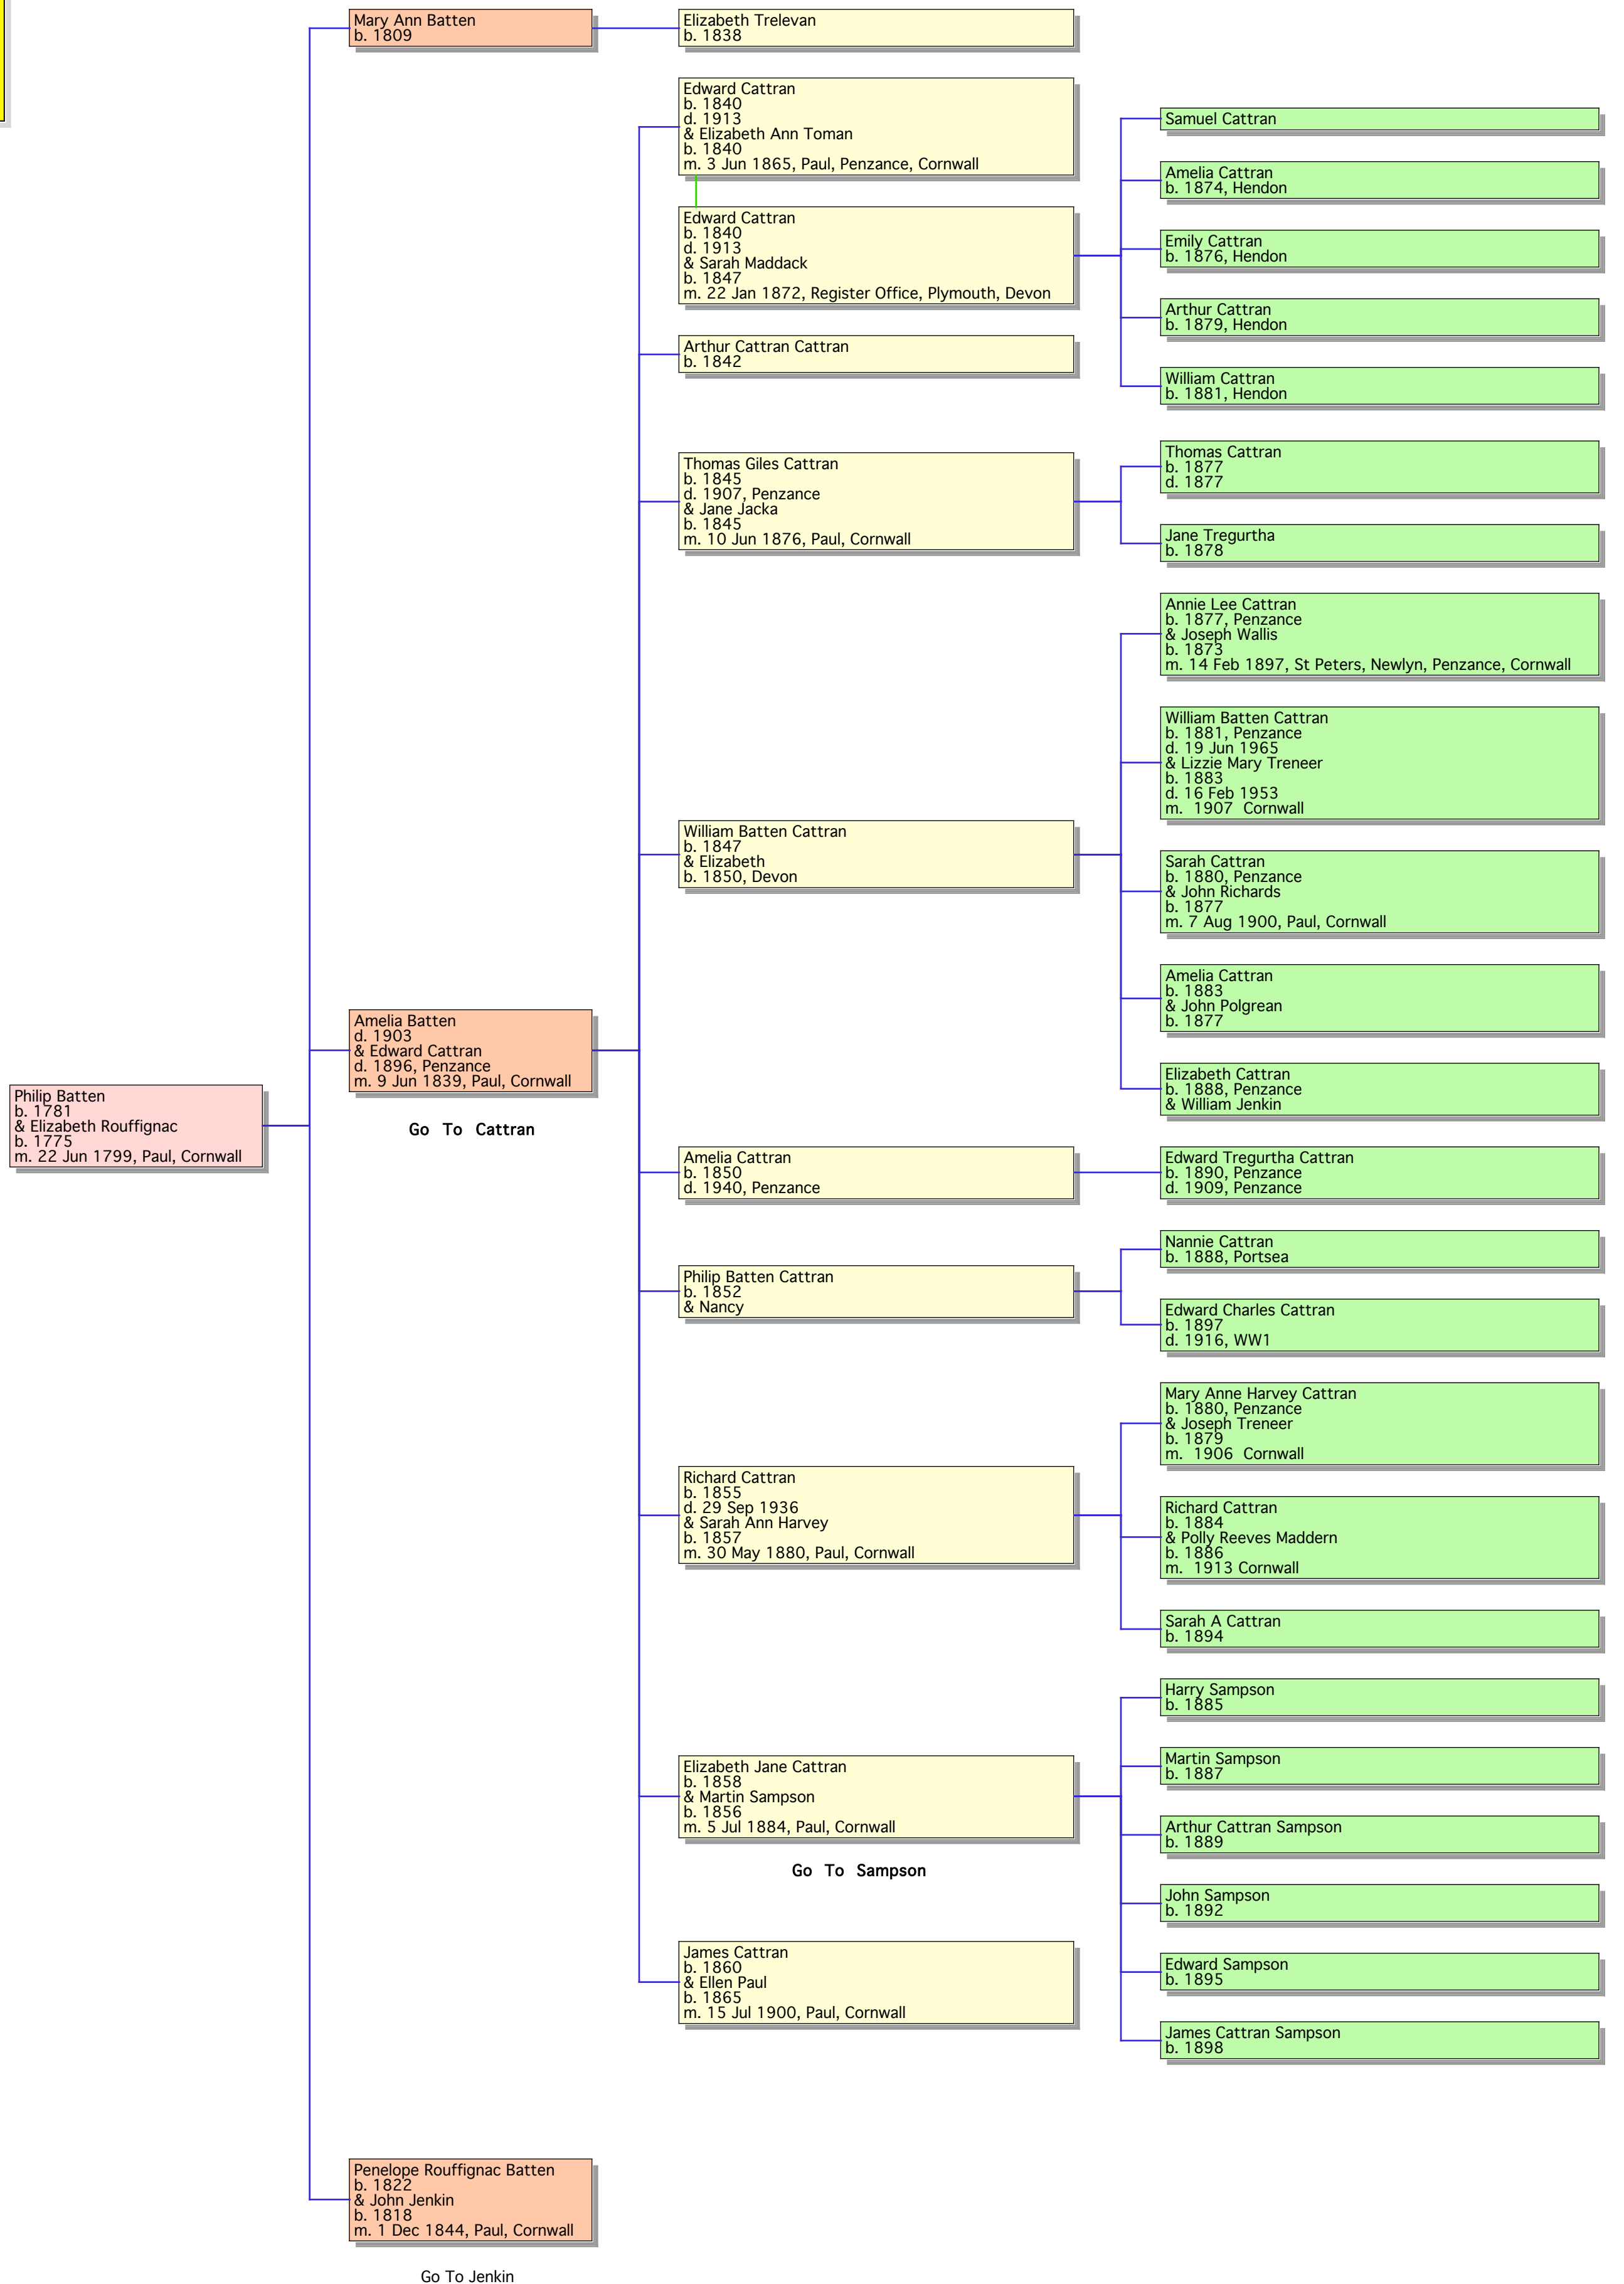 Mary Ann Batten
b. 1809
Elizabeth Trelevan
b. 1838
Edward Cattran
b. 1840
d. 1913
& Elizabeth Ann Toman
b. 1840
m. 3 Jun 1865, Paul, Penzance, Cornwall
Samuel Cattran
Amelia Cattran
b. 1874, Hendon
Edward Cattran
b. 1840
d. 1913
& Sarah Maddack
b. 1847
m. 22 Jan 1872, Register Office, Plymouth, Devon
Emily Cattran
b. 1876, Hendon
Arthur Cattran
b. 1879, Hendon
Arthur Cattran Cattran
b. 1842
William Cattran
b. 1881, Hendon
Thomas Giles Cattran
b. 1845
d. 1907, Penzance
& Jane Jacka
b. 1845
m. 10 Jun 1876, Paul, Cornwall
Thomas Cattran
b. 1877
d. 1877
Jane Tregurtha
b. 1878
Annie Lee Cattran
b. 1877, Penzance
& Joseph Wallis
b. 1873
m. 14 Feb 1897, St Peters, Newlyn, Penzance, Cornwall
William Batten Cattran
b. 1881, Penzance
d. 19 Jun 1965
& Lizzie Mary Treneer
b. 1883
d. 16 Feb 1953
m.  1907  Cornwall
William Batten Cattran
b. 1847
& Elizabeth
b. 1850, Devon
Sarah Cattran
b. 1880, Penzance
& John Richards
b. 1877
m. 7 Aug 1900, Paul, Cornwall
Amelia Cattran
b. 1883
& John Polgrean
b. 1877
Amelia Batten
d. 1903
& Edward Cattran
d. 1896, Penzance
m. 9 Jun 1839, Paul, Cornwall
Go To Cattran
Elizabeth Cattran
b. 1888, Penzance
& William Jenkin
Philip Batten
b. 1781
& Elizabeth Rouffignac
b. 1775
m. 22 Jun 1799, Paul, Cornwall
Amelia Cattran
b. 1850
d. 1940, Penzance
Edward Tregurtha Cattran
b. 1890, Penzance
d. 1909, Penzance
Philip Batten Cattran
b. 1852
& Nancy
Nannie Cattran
b. 1888, Portsea
Edward Charles Cattran
b. 1897
d. 1916, WW1
Mary Anne Harvey Cattran
b. 1880, Penzance
& Joseph Treneer
b. 1879
m.  1906  Cornwall
Richard Cattran
b. 1855
d. 29 Sep 1936
& Sarah Ann Harvey
b. 1857
m. 30 May 1880, Paul, Cornwall
Richard Cattran
b. 1884
& Polly Reeves Maddern
b. 1886
m.  1913 Cornwall
Sarah A Cattran
b. 1894
Harry Sampson
b. 1885
Elizabeth Jane Cattran
b. 1858
& Martin Sampson
b. 1856
m. 5 Jul 1884, Paul, Cornwall
Go To Sampson
Martin Sampson
b. 1887
Arthur Cattran Sampson
b. 1889
John Sampson
b. 1892
James Cattran
b. 1860
& Ellen Paul
b. 1865
m. 15 Jul 1900, Paul, Cornwall
Edward Sampson
b. 1895
James Cattran Sampson
b. 1898
Penelope Rouffignac Batten
b. 1822
& John Jenkin
b. 1818
m. 1 Dec 1844, Paul, Cornwall
Go To Jenkin